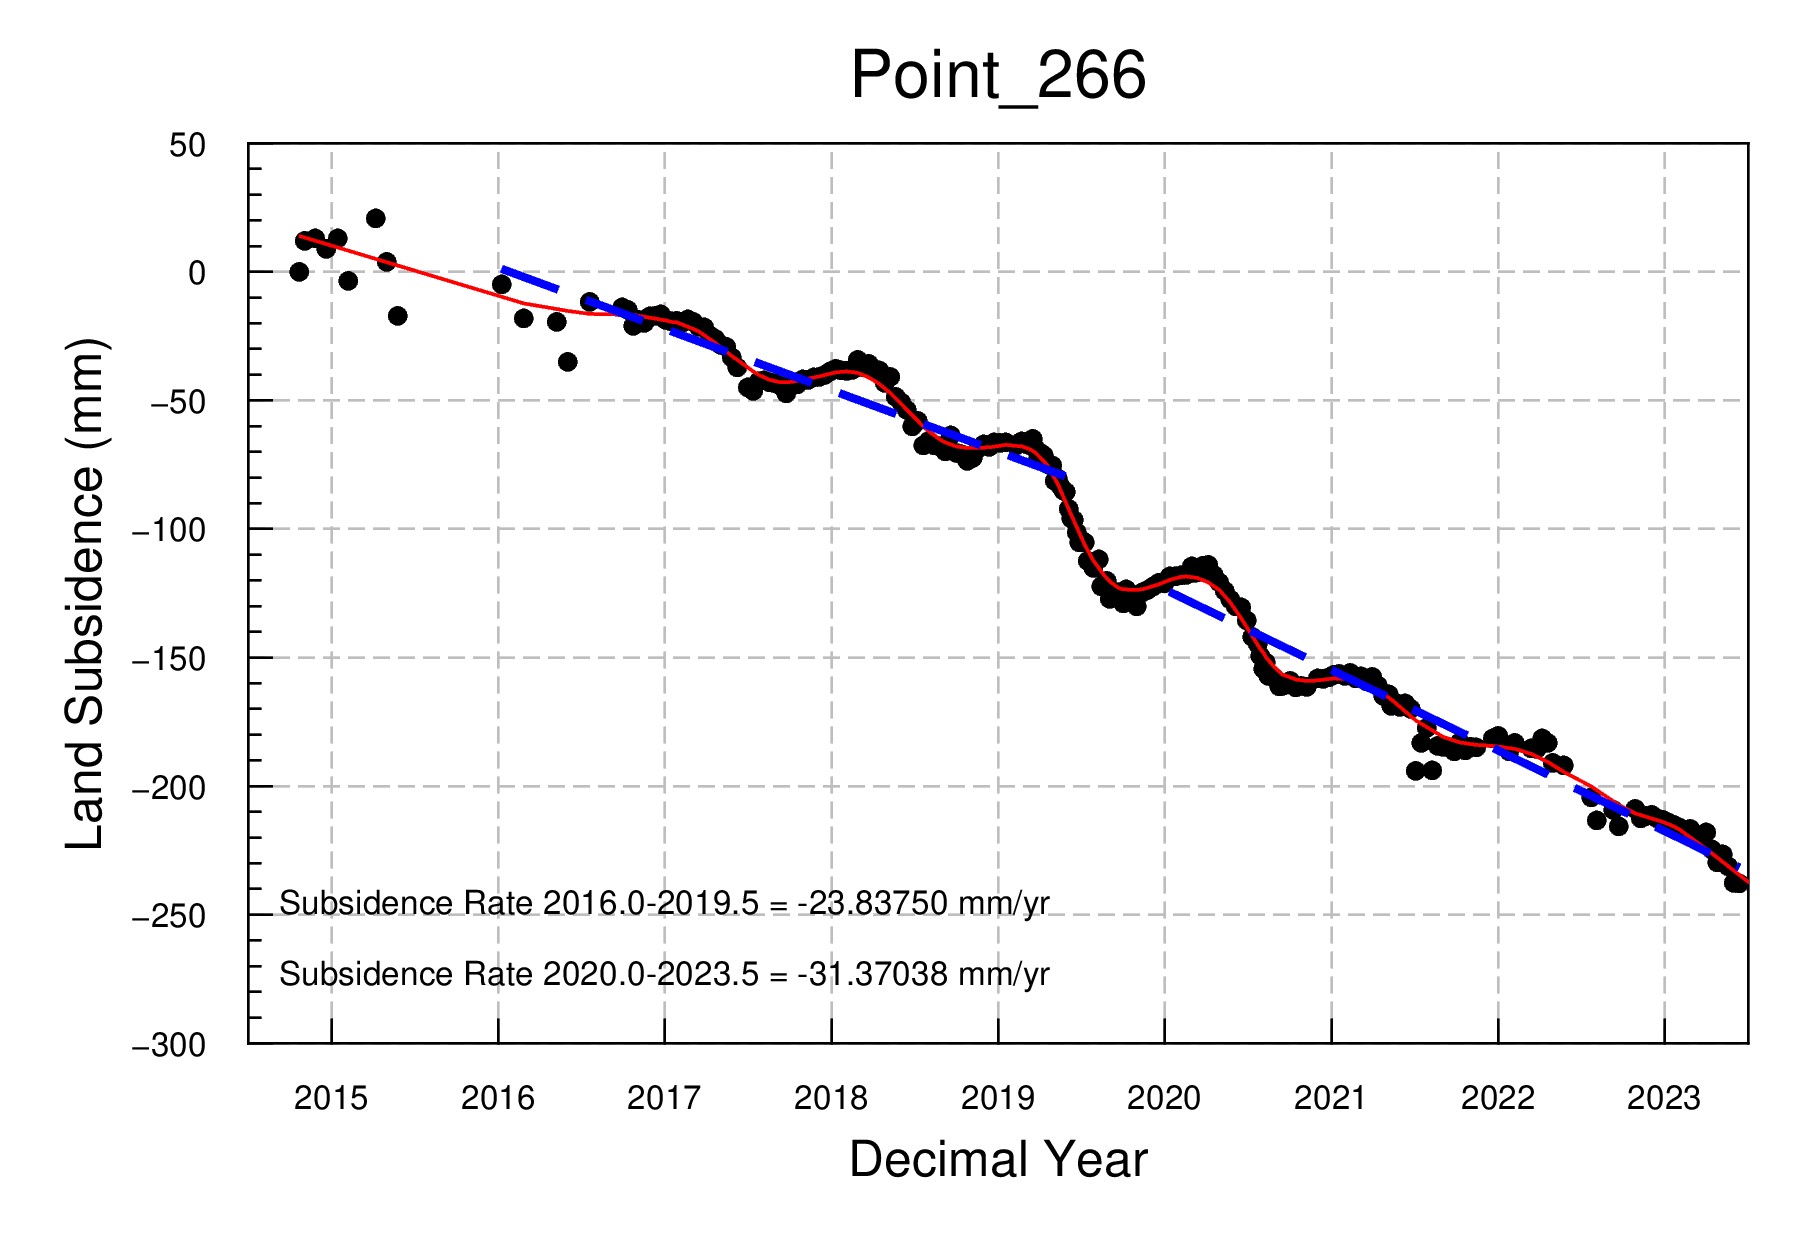 Point_266
50
0
−50
−100
−150
−200
−250
−300
Land Subsidence (mm)
Subsidence Rate 2016.0-2019.5 = -23.83750 mm/yr
Subsidence Rate 2020.0-2023.5 = -31.37038 mm/yr
2015 2016 2017 2018 2019 2020 2021 2022 2023
Decimal Year